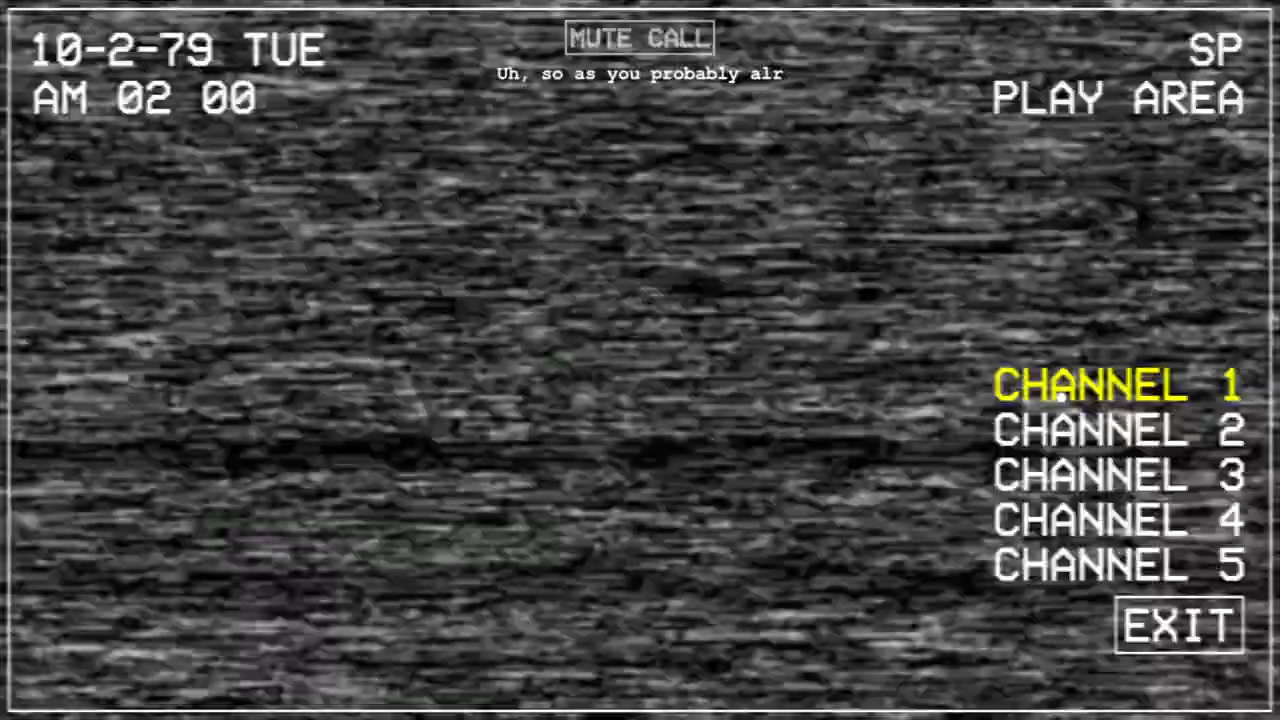 10-2-79 TUE
AM 02 00
MUTE CALL
Uh, so as you probably alr
SP
PLAY AREA
CHANNEL 1
CHANNEL 2
CHANNEL 3
CHANNEL 4
CHANNEL 5
EXIT